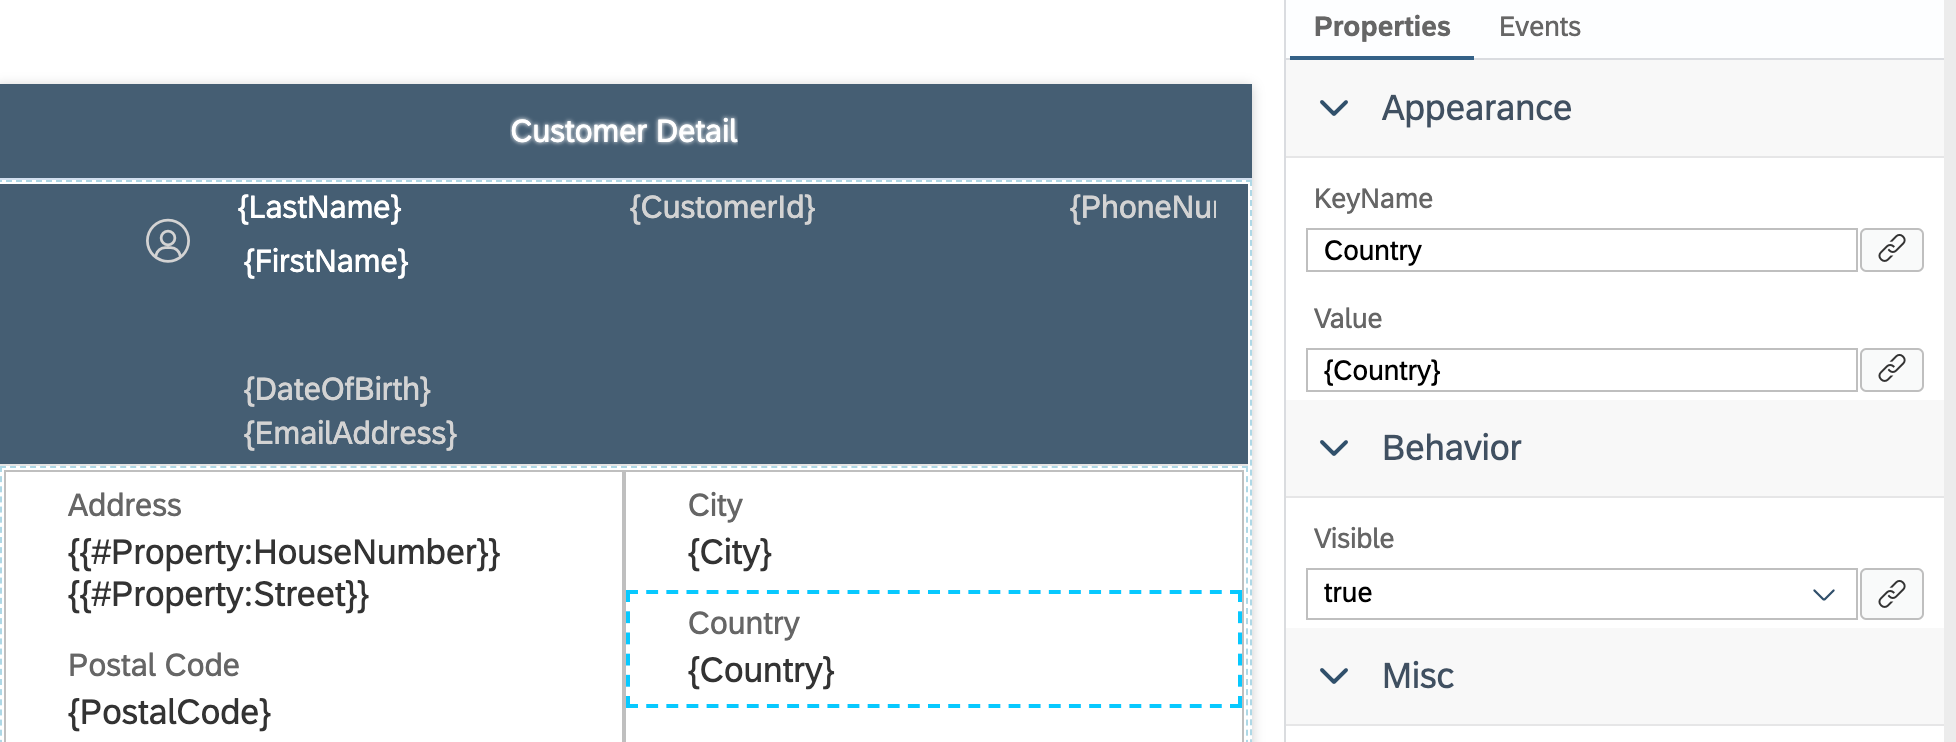 Customer Detail
{LastName}
{CustomerId}
{PhoneNu
{FirstName}
{DateOfBirth}
{EmailAddress}
Address
{{#Property:HouseNumber}}
{{#Property:Street}}
Postal Code
{PostalCode}
City
{City}
Country
{Country}
Properties
Events
Appearance
KeyName
Country
Value
{Country}
Behavior
Visible
true
Misc